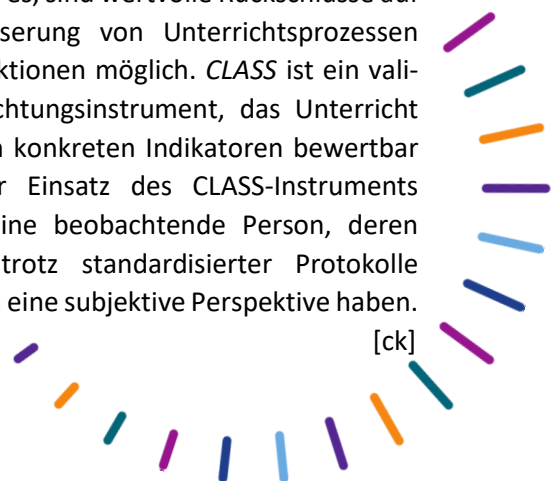 es, sind wertvolle Rückschlüsse auf
serung von Unterrichtsprozessen
ktionen möglich. CLASS ist ein vali-
chtungsinstrument, das Unterricht
konkreten Indikatoren bewertbar
Einsatz des CLASS-Instruments
ine beobachtende Person, deren
trotz standardisierter Protokolle
eine subjektive Perspektive haben.
[ck]